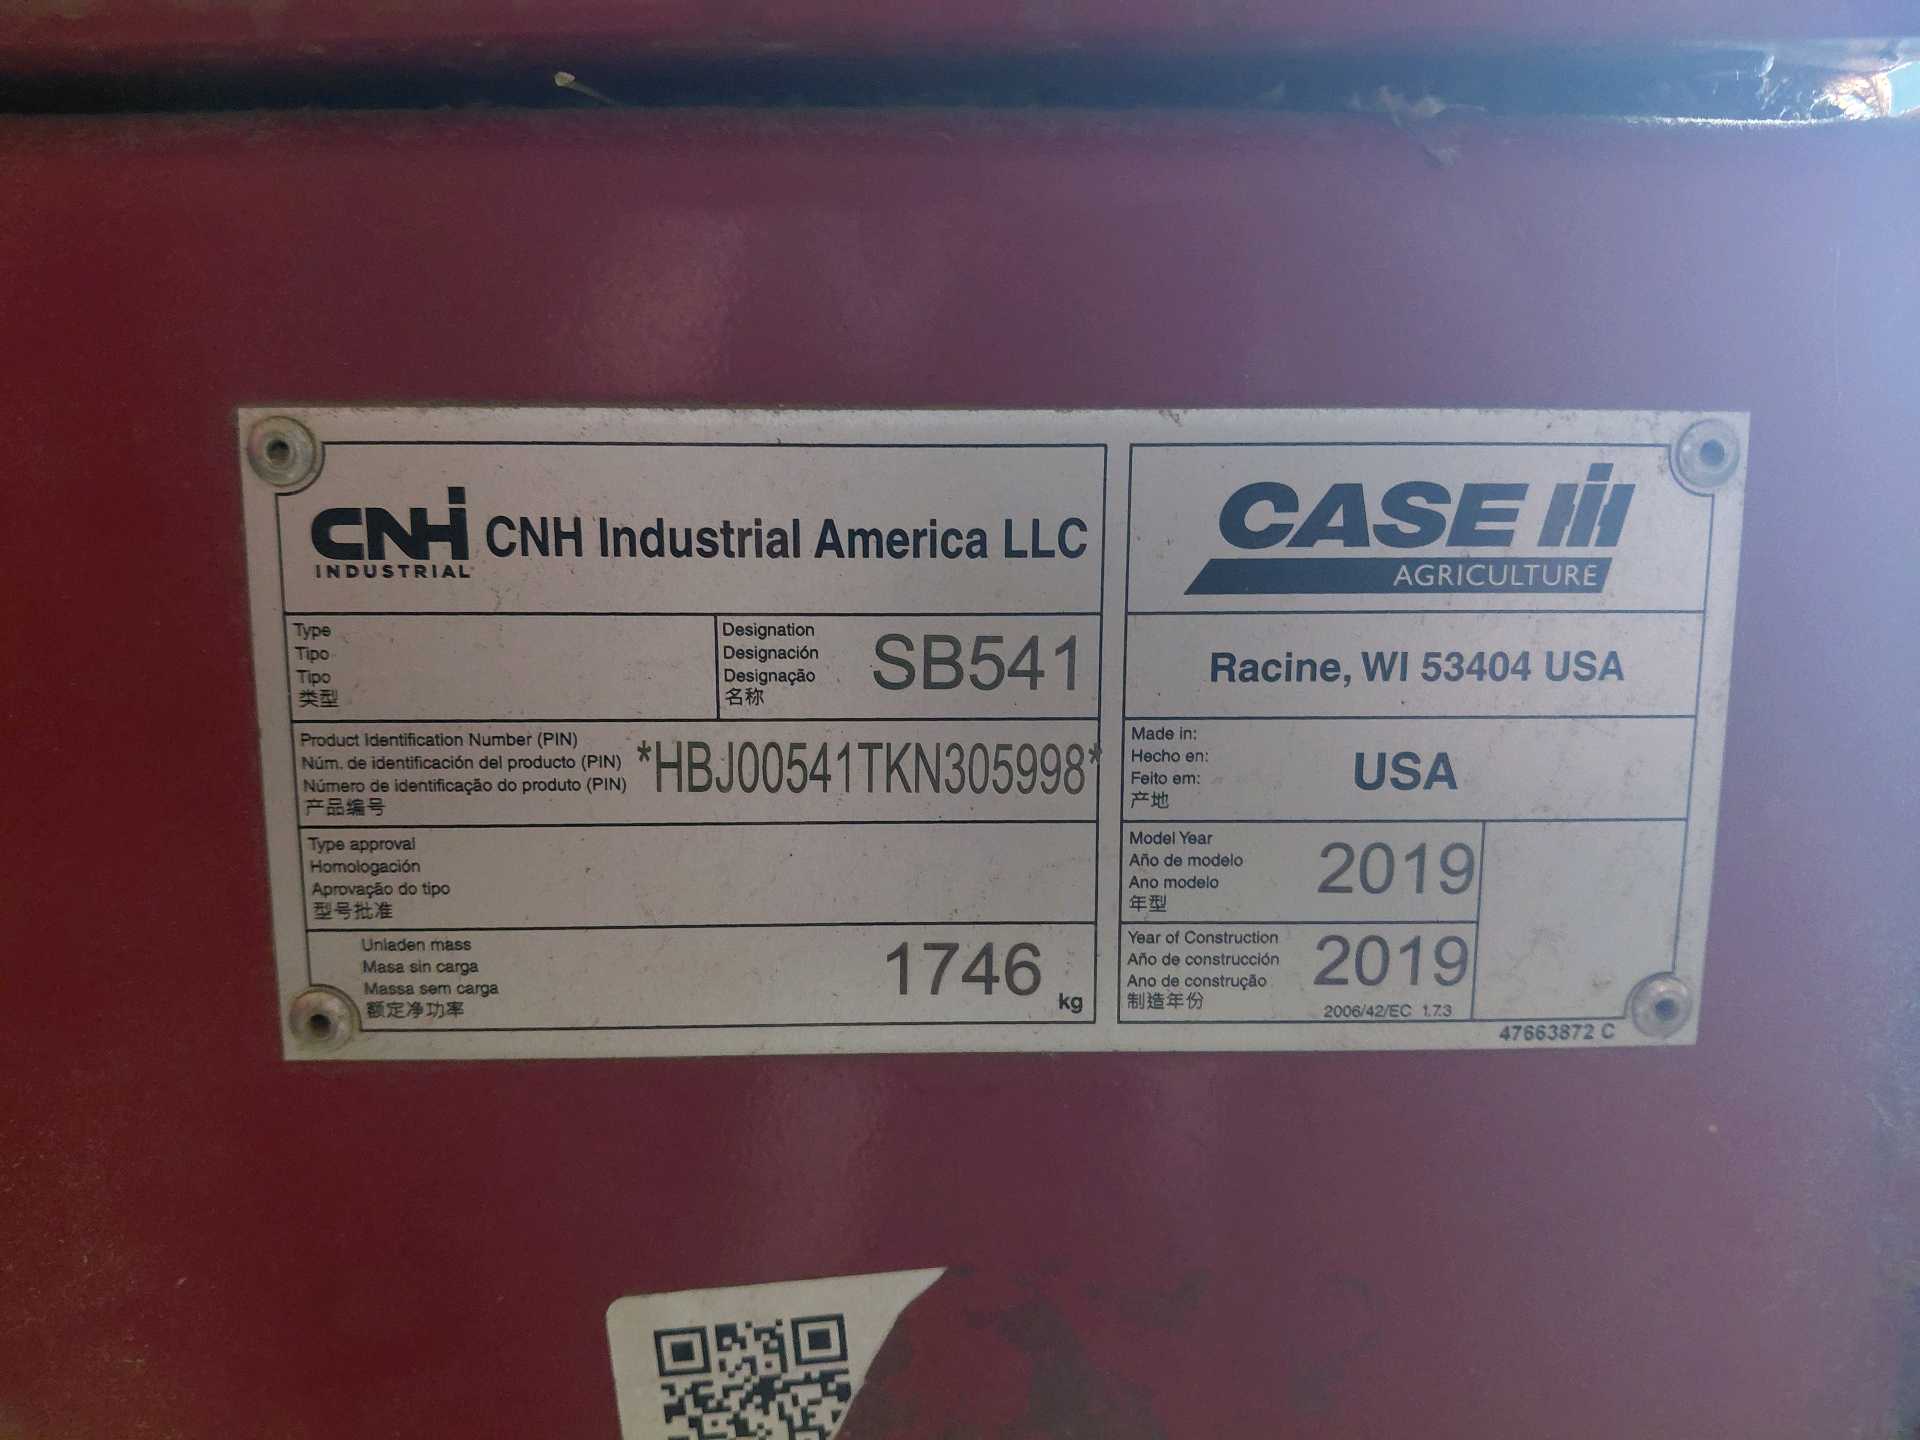 CNH INDUSTRIAL CNH Industrial America LLC
Type
Tipo
Tipo
类型
Designation
Designación
Designação
名称
SB541
Product Identification Number (PIN)
Núm. de identificación del producto (PIN)
Número de identificação do produto (PIN)
产品编号
*HBJ00541TKN305998*
Type approval
Homologación
Aprovação do tipo
型号批准
Unladen mass
Masa sin carga
Massa sem carga
额定净功率
1746 kg
CASE IH
AGRICULTURE
Racine, WI 53404 USA
Made in:
Hecho en:
Feito em:
产地
USA
Model Year
Año de modelo
Ano modelo
年型
2019
Year of Construction
Año de construcción
Ano de construção
制造年份
2019
2006/42/EC 1.7.3
47663872 C